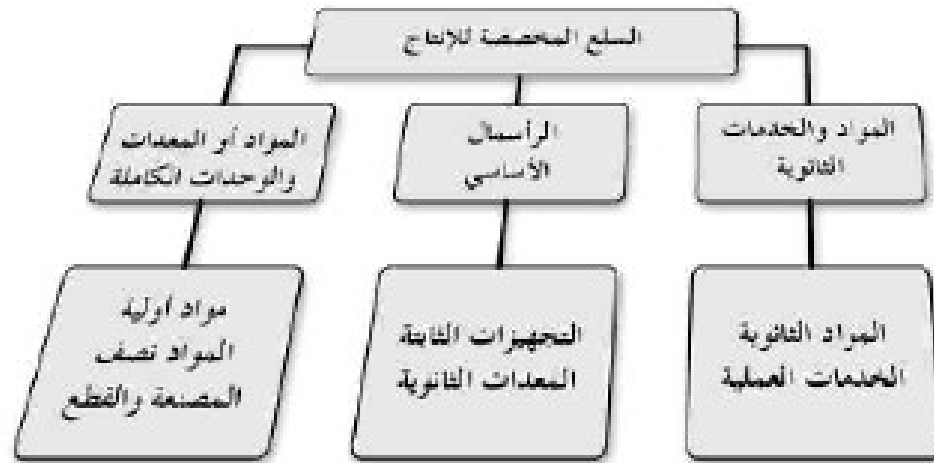 السلع المخصصة للإنتاج
المواد والخدمات
الثانوية
الرأسمال
الأساسي
المواد أو المعدات
والوحدات الكاملة
المواد الثانوية
الخدمات العملية
التجهيزات الثابتة
المعدات الثانوية
مواد أولية
المواد نصف
المصنعة والقطع